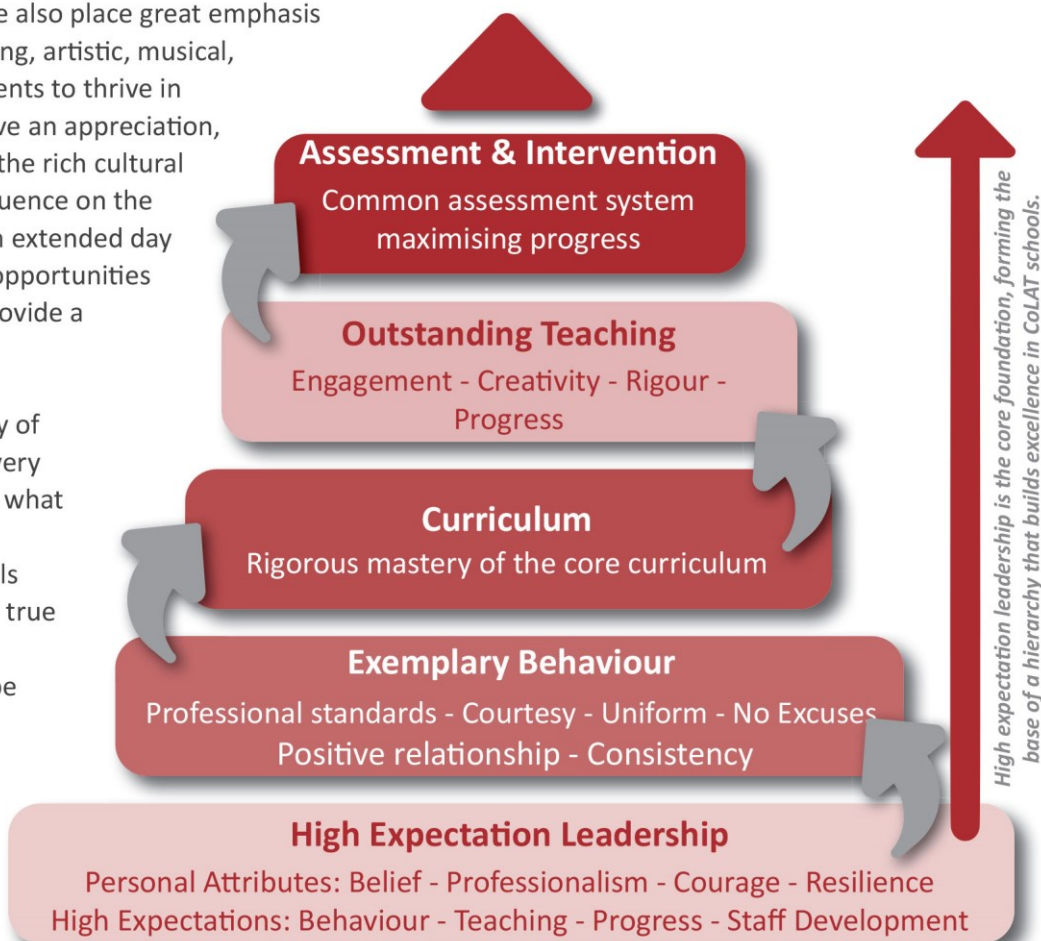 e also place great emphasis
ng, artistic, musical,
ents to thrive in
ve an appreciation,
the rich cultural
uence on the
extended day
opportunities
ovide a
y of
very
what
ls
true
Assessment & Intervention
Common assessment system
maximising progress
Outstanding Teaching
Engagement - Creativity - Rigour -
Progress
Curriculum
Rigorous mastery of the core curriculum
Exemplary Behaviour
Professional standards - Courtesy - Uniform - No Excuses
Positive relationship - Consistency
High Expectation Leadership
Personal Attributes: Belief - Professionalism - Courage - Resilience
High Expectations: Behaviour - Teaching - Progress - Staff Development
High expectation leadership is the core foundation, forming the
base of a hierarchy that builds excellence in CoLAT schools.